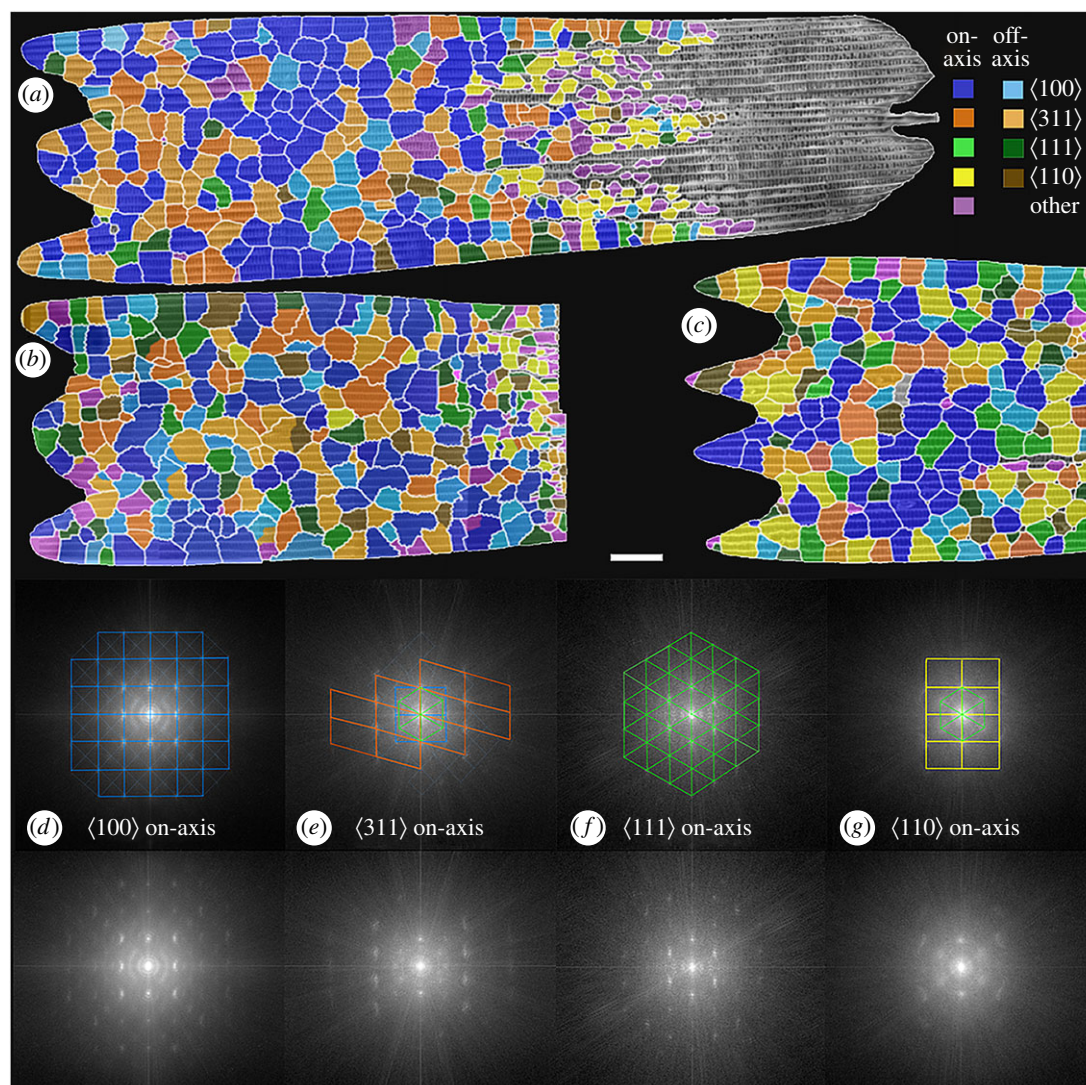 on-axis off-axis
(a)
⟨100⟩
⟨311⟩
⟨111⟩
⟨110⟩
other
(b)
(c)
(d) ⟨100⟩ on-axis
(e) ⟨311⟩ on-axis
(f) ⟨111⟩ on-axis
(g) ⟨110⟩ on-axis